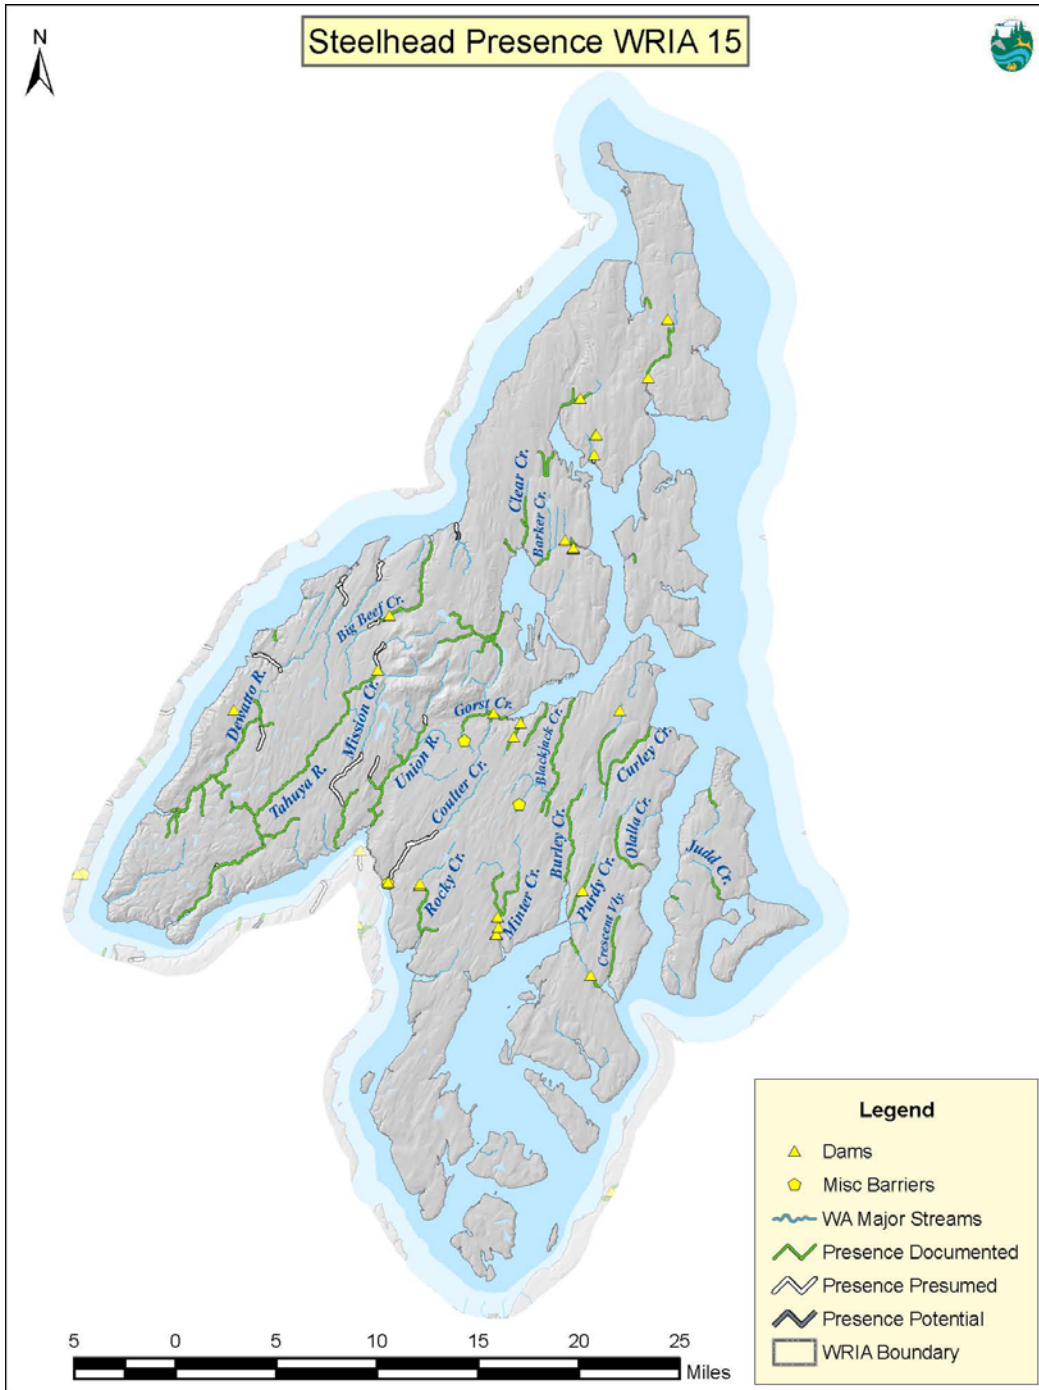 Steelhead Presence WRIA 15
N
Clear Cr.
Barker Cr.
Big Beef Cr.
Dewatto R.
Mission Cr.
Gorst Cr.
Union R.
Blackjack Cr.
Curley Cr.
Tahuya R.
Coulter Cr.
Olalla Cr.
Burley Cr.
Judd Cr.
Rocky Cr.
Purdy Cr.
Minter Cr.
Crescent Vly.
Legend
Dams
Misc Barriers
WA Major Streams
Presence Documented
Presence Presumed
Presence Potential
WRIA Boundary
5 0 5 10 15 20 25
Miles